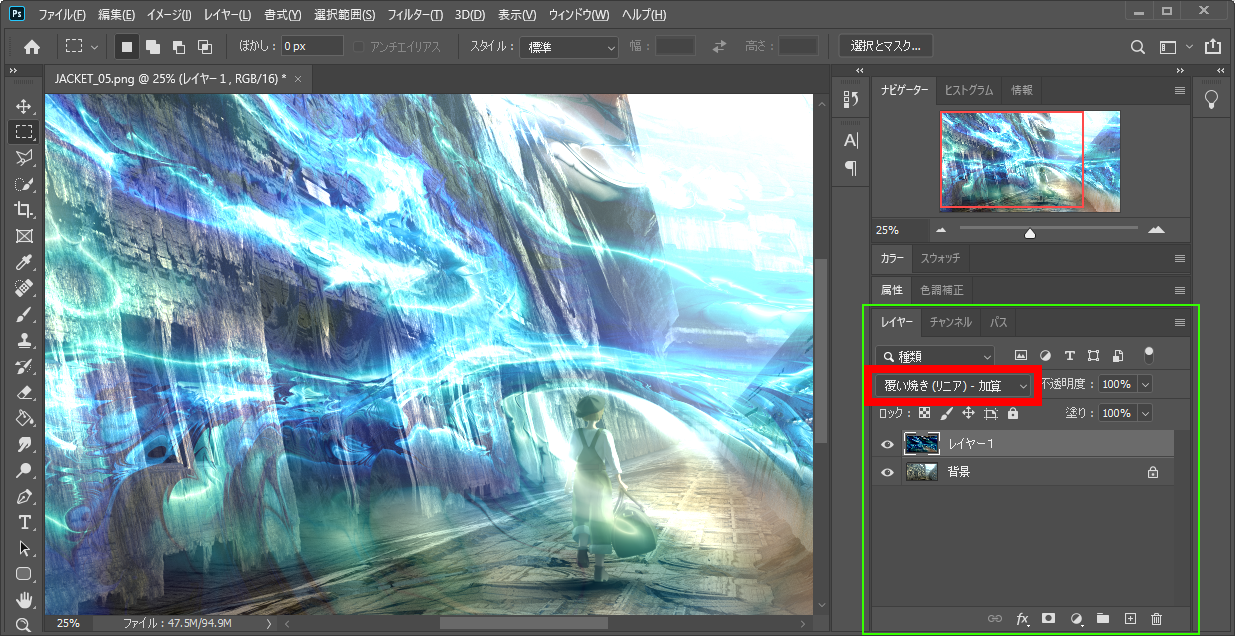 Ps ファイル(F) 編集(E) イメージ(I) レイヤー(L) 書式(Y) 選択範囲(S) フィルター(T) 3D(D) 表示(V) ウィンドウ(W) ヘルプ(H)
ぼかし : 0 px アンチエイリアス スタイル : 標準 幅 : 高さ : 選択とマスク...
JACKET_05.png @ 25% (レイヤー 1 , RGB/16) * ×
ナビゲーター ヒストグラム 情報
25%
カラー スウォッチ
属性 色調補正
レイヤー チャンネル パス
種類
覆い焼き (リニア) - 加算 不透明度 : 100%
ロック : 塗り : 100%
レイヤー 1
背景
25% ファイル : 47.5M/94.9M